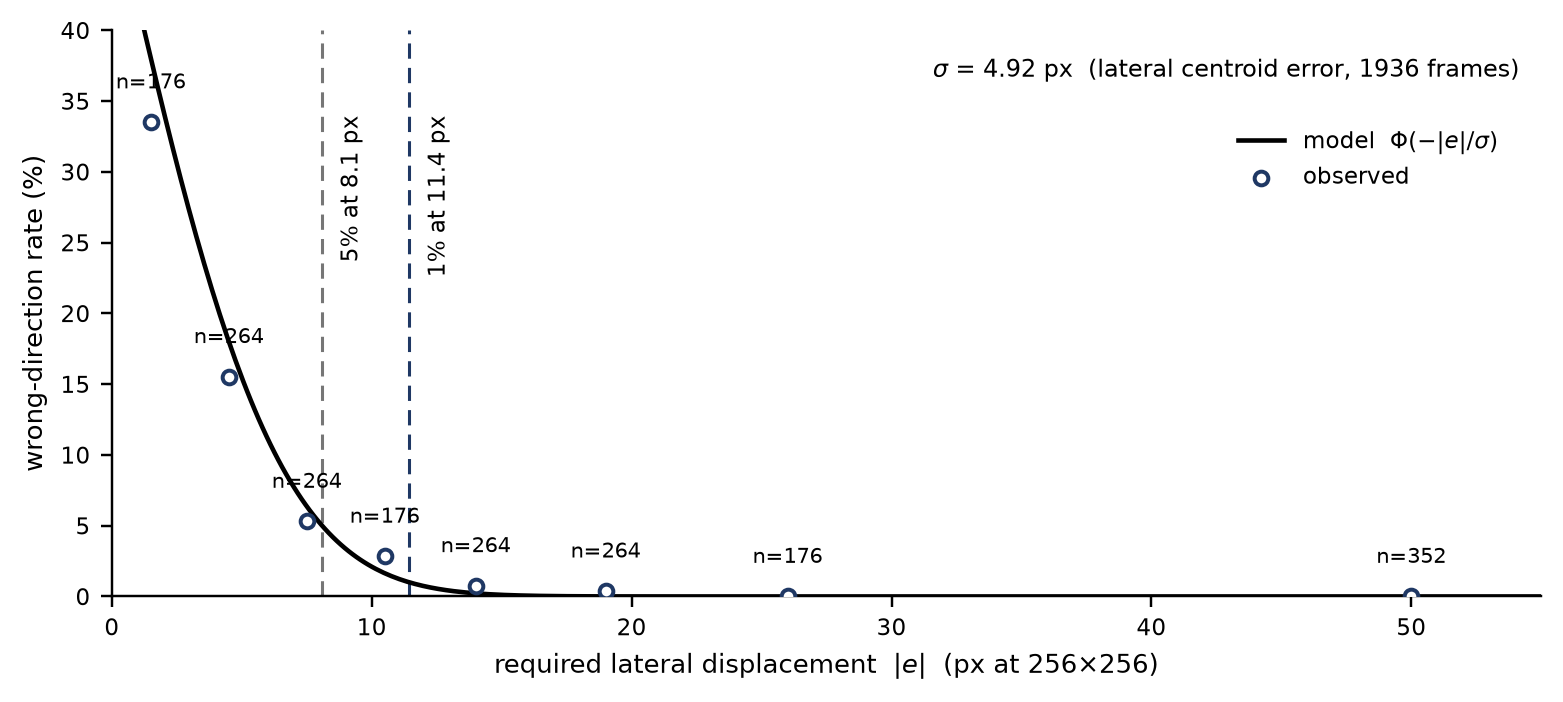 wrong-direction rate (%)
40
35
30
25
20
15
10
5
0
0
10
20
30
40
50
required lateral displacement |e| (px at 256×256)
n=176
n=264
n=264
n=176
n=264
n=264
n=176
n=352
5% at 8.1 px
1% at 11.4 px
σ = 4.92 px (lateral centroid error, 1936 frames)
model Φ(−|e|/σ)
observed